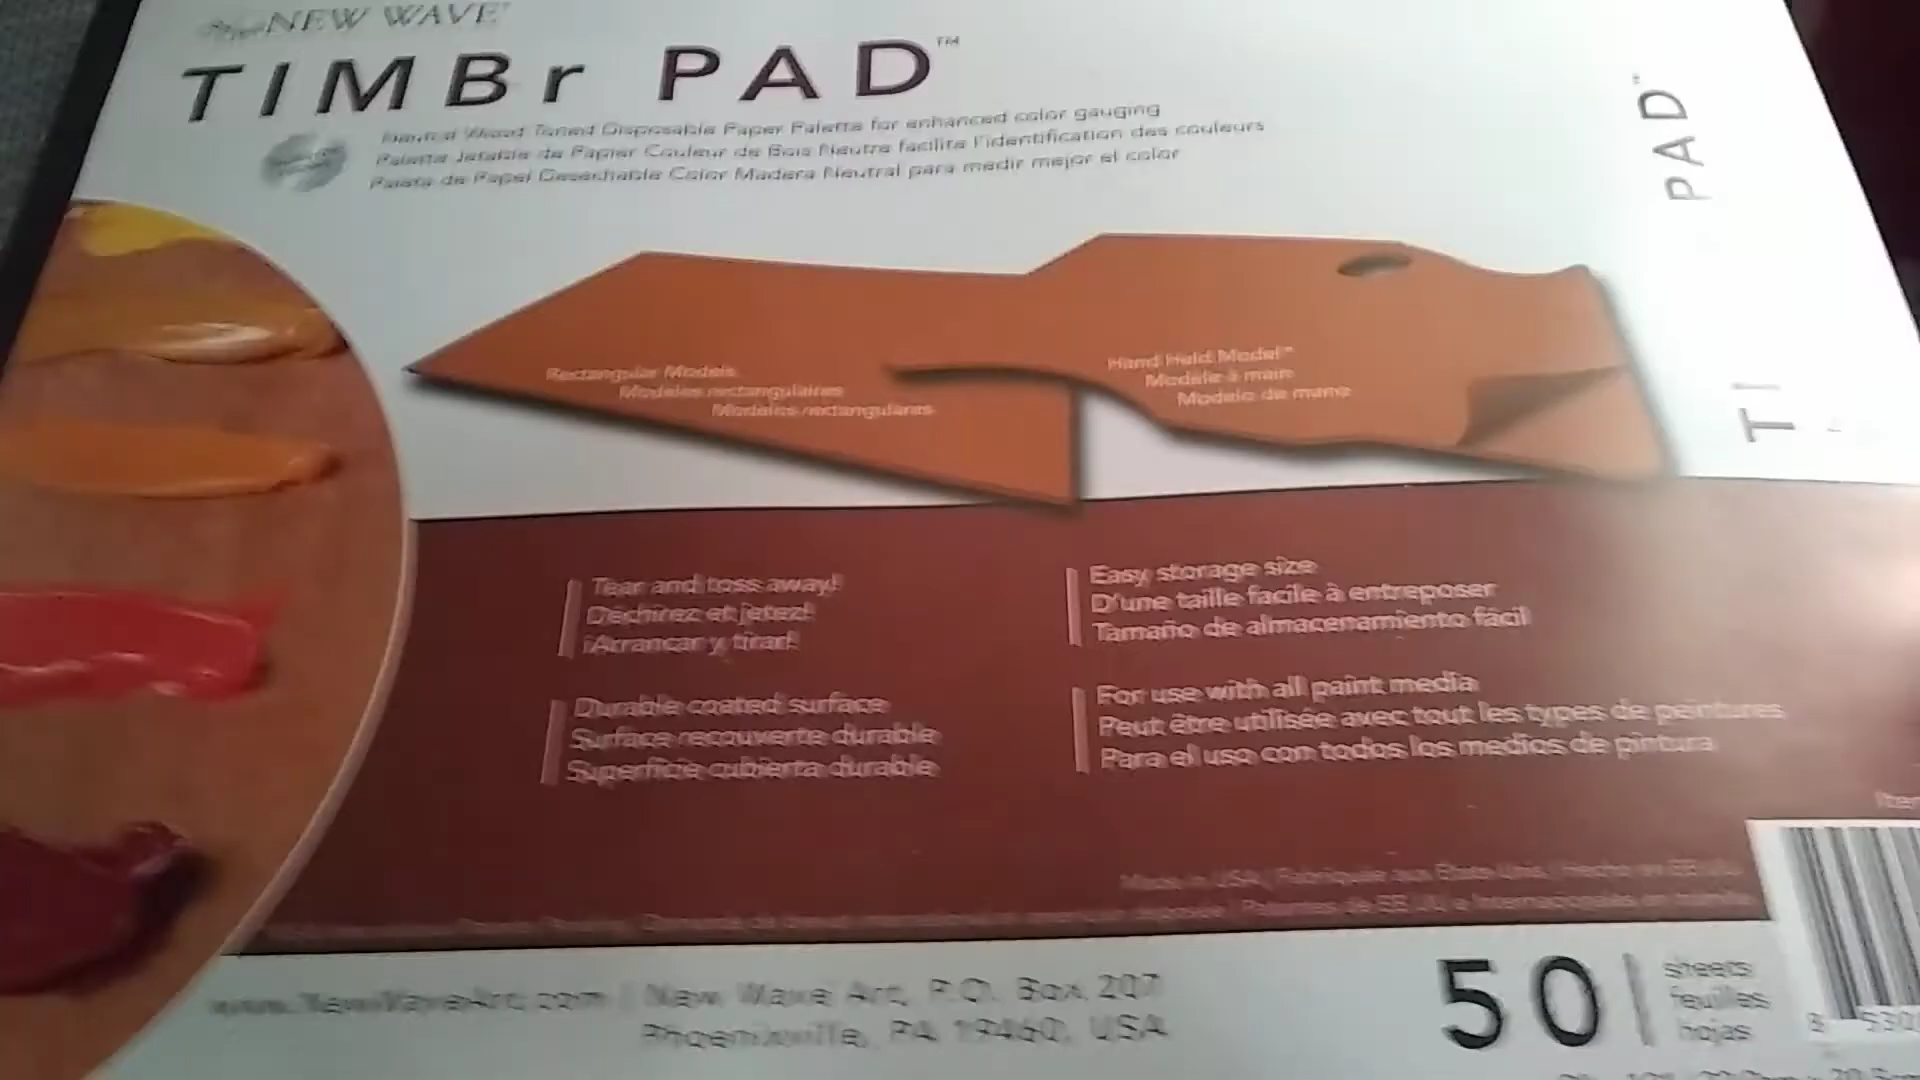 NEW WAVE
TIMBr PAD™
Neutral Wood Toned Disposable Paper Palette for enhanced color gauging
Palette Jetable de Papier Couleur de Bois Neutre facilite l'identification des couleurs
Paleta de Papel Desechable Color Madera Neutral para medir mejor el color
PAD™
TI
Rectangular Models
Modèles rectangulaires
Modelos rectangulares
Hand Held Model™
Modèle à main
Modelo de mano
Tear and toss away!
Déchirez et jetez!
¡Arrancar y tirar!
Easy storage size
D'une taille facile à entreposer
Tamaño de almacenamiento fácil
Durable coated surface
Surface recouverte durable
Superficie cubierta durable
For use with all paint media
Peut être utilisée avec tout les types de peintures
Para el uso con todos los medios de pintura
Made in USA | Fabriquée aux États-Unis | Hecho en EE.UU.
www.NewWaveArt.com | New Wave Art, P.O. Box 207
Phoenixville, PA 19460, USA
50 | sheets
feuilles
hojas